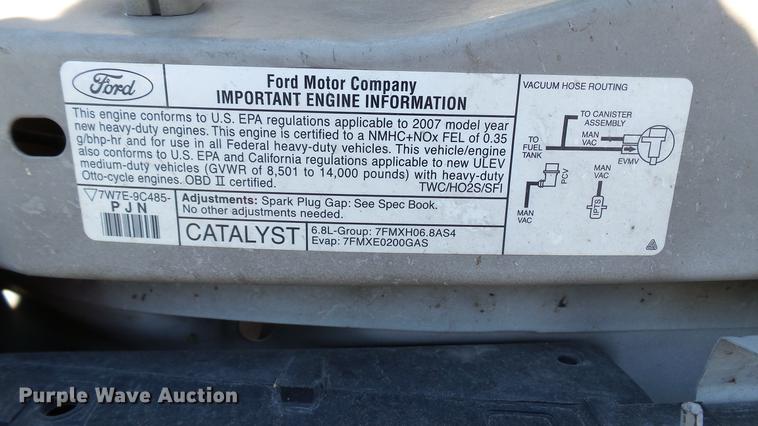 Ford
Ford Motor Company
IMPORTANT ENGINE INFORMATION
This engine conforms to U.S. EPA regulations applicable to 2007 model year
new heavy-duty engines. This engine is certified to a NMHC+NOx FEL of 0.35
g/bhp-hr and for use in all Federal heavy-duty vehicles. This vehicle/engine
also conforms to U.S. EPA and California regulations applicable to new ULEV
medium-duty vehicles (GVWR of 8,501 to 14,000 pounds) with heavy-duty
Otto-cycle engines. OBD II certified.
TWC/HO2S/SFI
7W7E-9C485-
PJN
Adjustments: Spark Plug Gap: See Spec Book.
No other adjustments needed.
CATALYST
6.8L-Group: 7FMXH06.8AS4
Evap: 7FMXE0200GAS
VACUUM HOSE ROUTING
TO CANISTER
ASSEMBLY
TO
FUEL
TANK
MAN
VAC
EVMV
PCV
MAN
VAC
MAN
VAC
IPTS
Purple Wave Auction